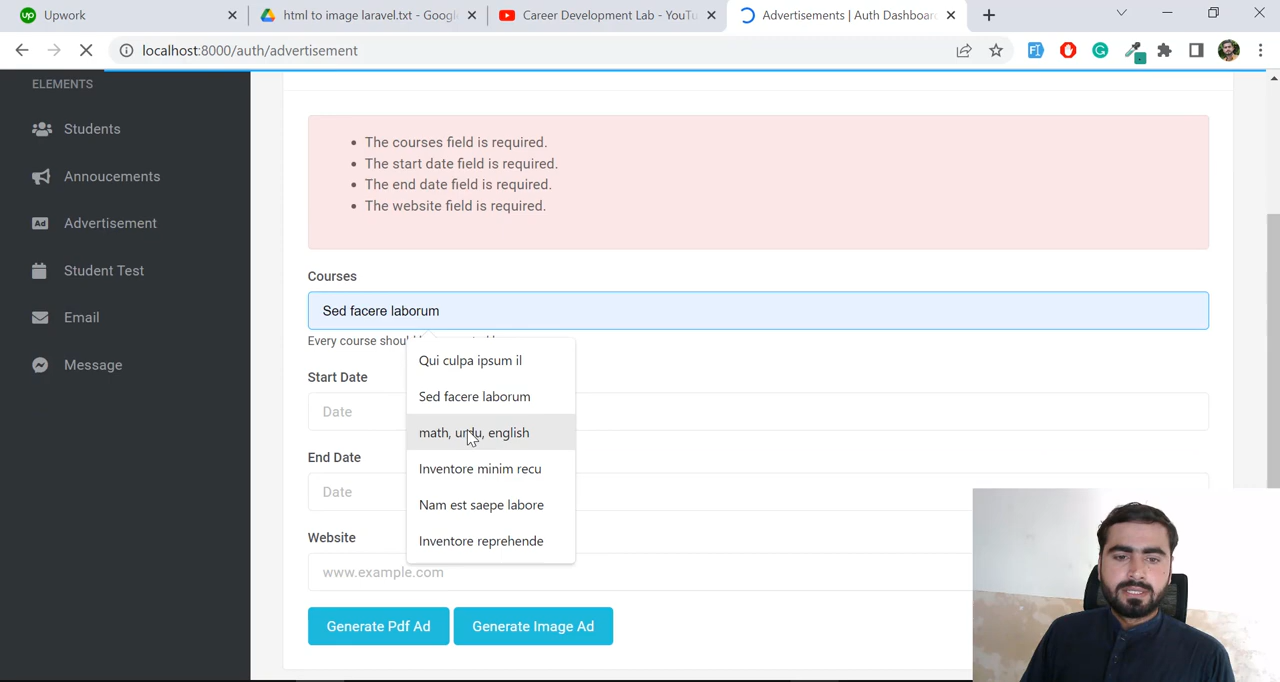 up Upwork
html to image laravel.txt - Googl
Career Development Lab - YouTu
Advertisements | Auth Dashboard
localhost:8000/auth/advertisement
ELEMENTS
Students
Annoucements
Ad Advertisement
Student Test
Email
Message
The courses field is required.
The start date field is required.
The end date field is required.
The website field is required.
Courses
Sed facere laborum
Every course shoul
Qui culpa ipsum il
Sed facere laborum
math, urdu, english
Inventore minim recu
Nam est saepe labore
Inventore reprehende
Start Date
Date
End Date
Date
Website
www.example.com
Generate Pdf Ad
Generate Image Ad